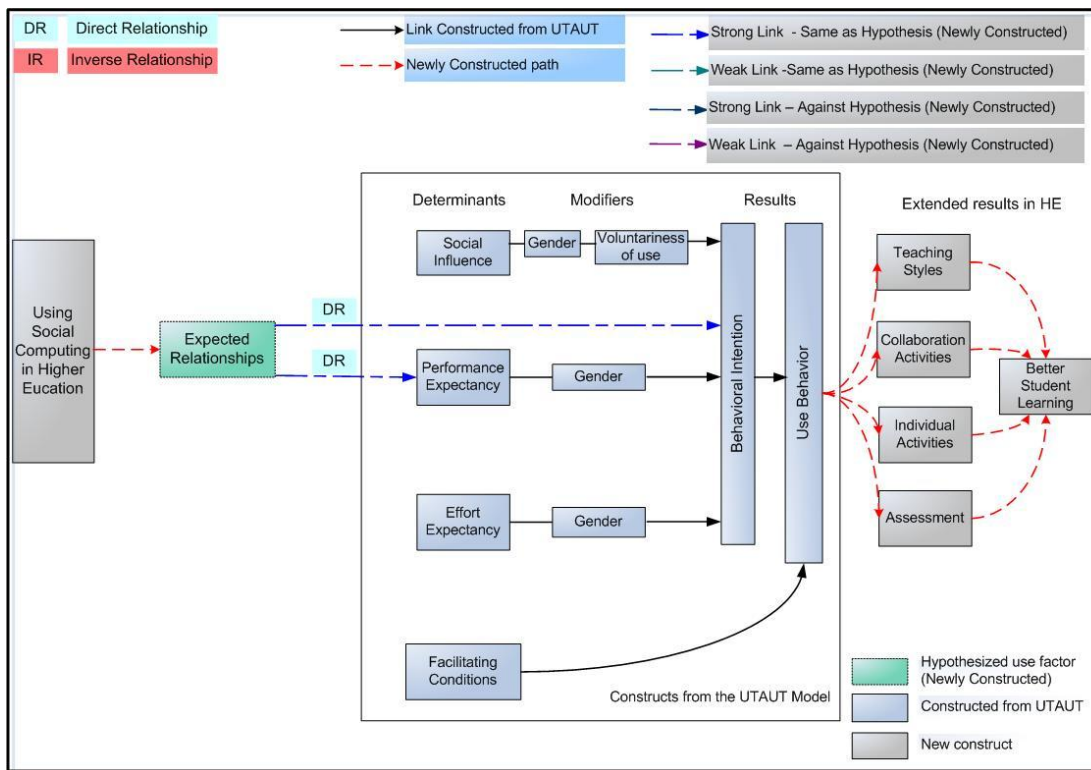 DR
Direct Relationship
IR
Inverse Relationship
Link Constructed from UTAUT
Newly Constructed path
Strong Link - Same as Hypothesis (Newly Constructed)
Weak Link -Same as Hypothesis (Newly Constructed)
Strong Link – Against Hypothesis (Newly Constructed)
Weak Link – Against Hypothesis (Newly Constructed)
Determinants
Modifiers
Results
Extended results in HE
Using
Social
Computing
in Higher
Eucation
Expected
Relationships
DR
DR
Social
Influence
Gender
Voluntariness
of use
Performance
Expectancy
Gender
Effort
Expectancy
Gender
Facilitating
Conditions
Behavioral Intention
Use Behavior
Constructs from the UTAUT Model
Teaching
Styles
Collaboration
Activities
Individual
Activities
Assessment
Better
Student
Learning
Hypothesized use factor
(Newly Constructed)
Constructed from UTAUT
New construct